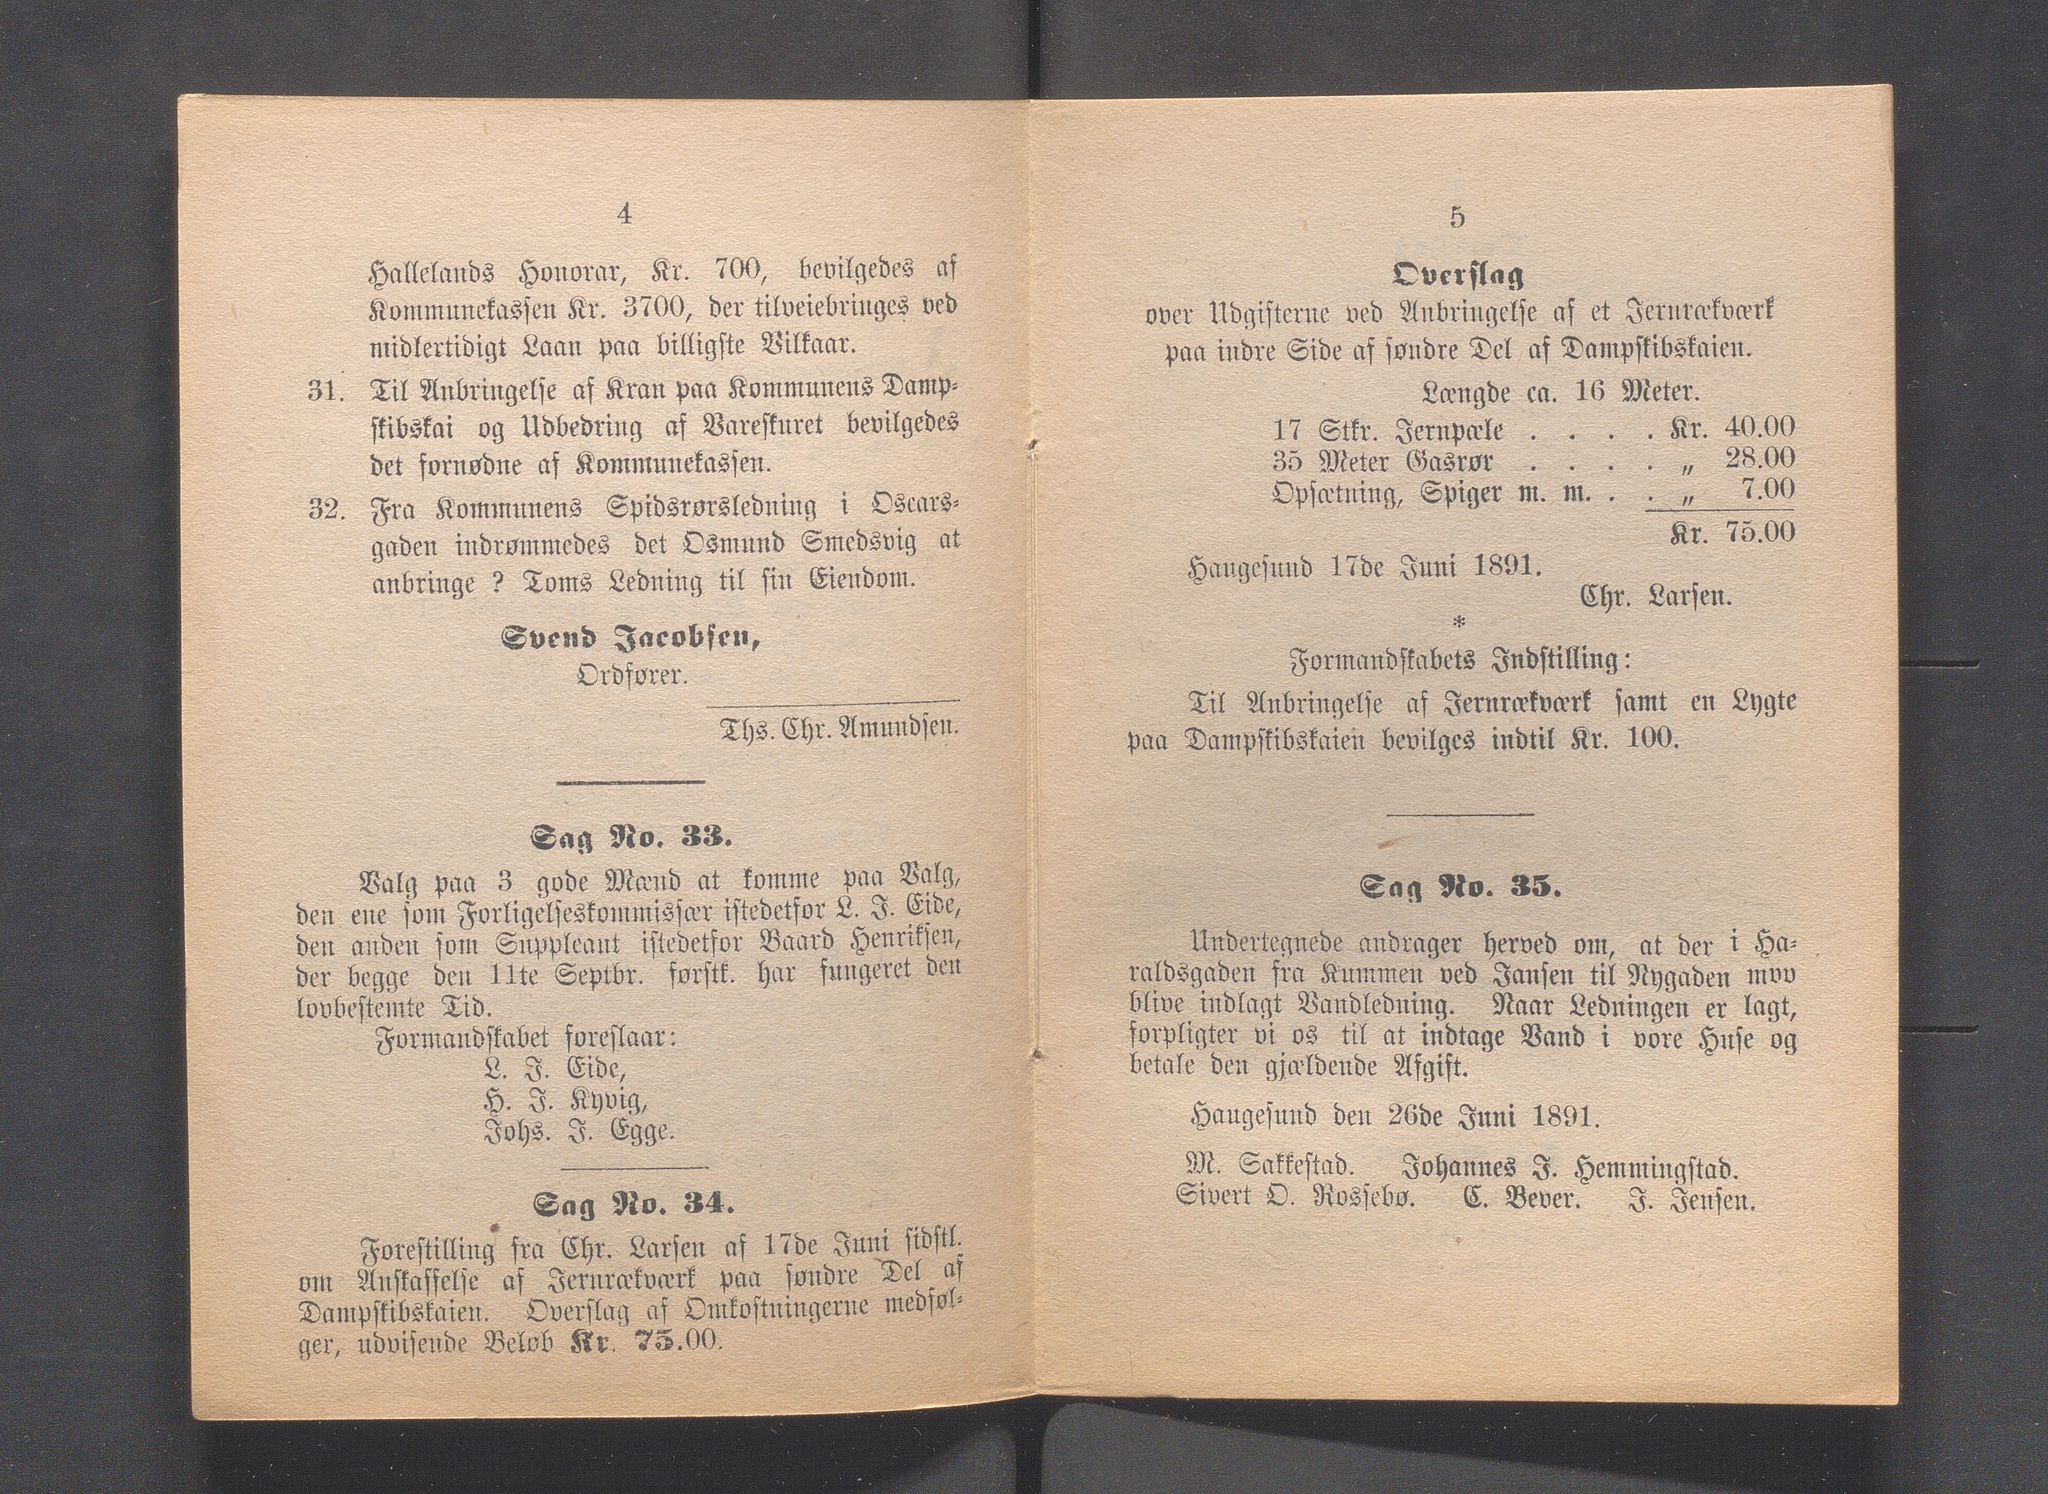 4
Hallelands Honorar, Kr. 700, bevilgedes af
Kommunekassen Kr. 3700, der tilveiebringes ved
midlertidigt Laan paa billigste Vilkaar.
31. Til Anbringelse af Kran paa Kommunens Damp-
skibskai og Udbedring af Vareskuret bevilgedes
det fornødne af Kommunekassen.
32. Fra Kommunens Spidsrørsledning i Oscars-
gaden indrømmedes det Osmund Smedsvig at
anbringe ? Toms Ledning til sin Eiendom.
Svend Jacobsen,
Ordfører.
Ths. Chr. Amundsen.
Sag No. 33.
Valg paa 3 gode Mænd at komme paa Valg,
den ene som Forligelseskommissær istedetfor L. J. Eide,
den anden som Suppleant istedetfor Baard Henriksen,
der begge den 11te Septbr. førstk. har fungeret den
lovbestemte Tid.
Formandskabet foreslaar:
L. J. Eide,
H. J. Kyvig,
Johs. J. Egge.
Sag No. 34.
Forestilling fra Chr. Larsen af 17de Juni sidstl.
om Anskaffelse af Jernrækværk paa søndre Del af
Dampskibskaien. Overslag af Omkostningerne medføl-
ger, udvisende Beløb Kr. 75.00.
5
Overslag
over Udgifterne ved Anbringelse af et Jernrækværk
paa indre Side af søndre Del af Dampskibskaien.
Længde ca. 16 Meter.
17 Stkr. Jernpæle . . . . Kr. 40.00
35 Meter Gasrør . . . . „ 28.00
Opsætning, Spiger m. m. . . „ 7.00
Kr. 75.00
Haugesund 17de Juni 1891.
Chr. Larsen.
*
Formandskabets Indstilling:
Til Anbringelse af Jernrækværk samt en Lygte
paa Dampskibskaien bevilges indtil Kr. 100.
Sag No. 35.
Undertegnede andrager herved om, at der i Ha-
raldsgaden fra Kummen ved Jansen til Nygaden mvv
blive indlagt Vandledning. Naar Ledningen er lagt,
forpligter vi os til at indtage Vand i vore Huse og
betale den gjældende Afgift.
Haugesund den 26de Juni 1891.
M. Sakkestad. Johannes J. Hemmingstad.
Sivert O. Rossebø. C. Bever. J. Jensen.